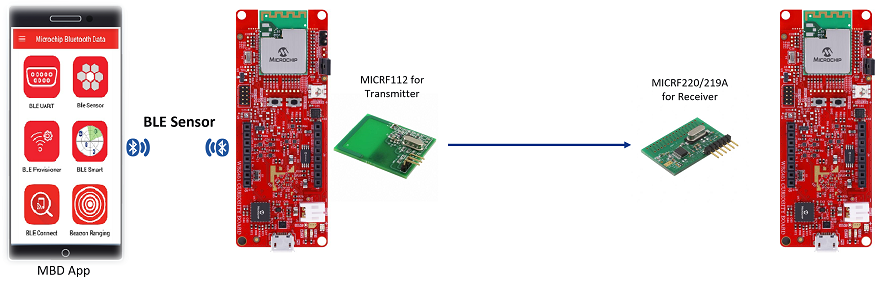 Microchip Bluetooth Data
BLE UART
BLE Sensor
BLE Provisioner
BLE Smart
BLE Connect
Beacon Ranging
MBD App
BLE Sensor
MICROCHIP
MICRF112 for
Transmitter
MICRF220/219A
for Receiver
MICROCHIP